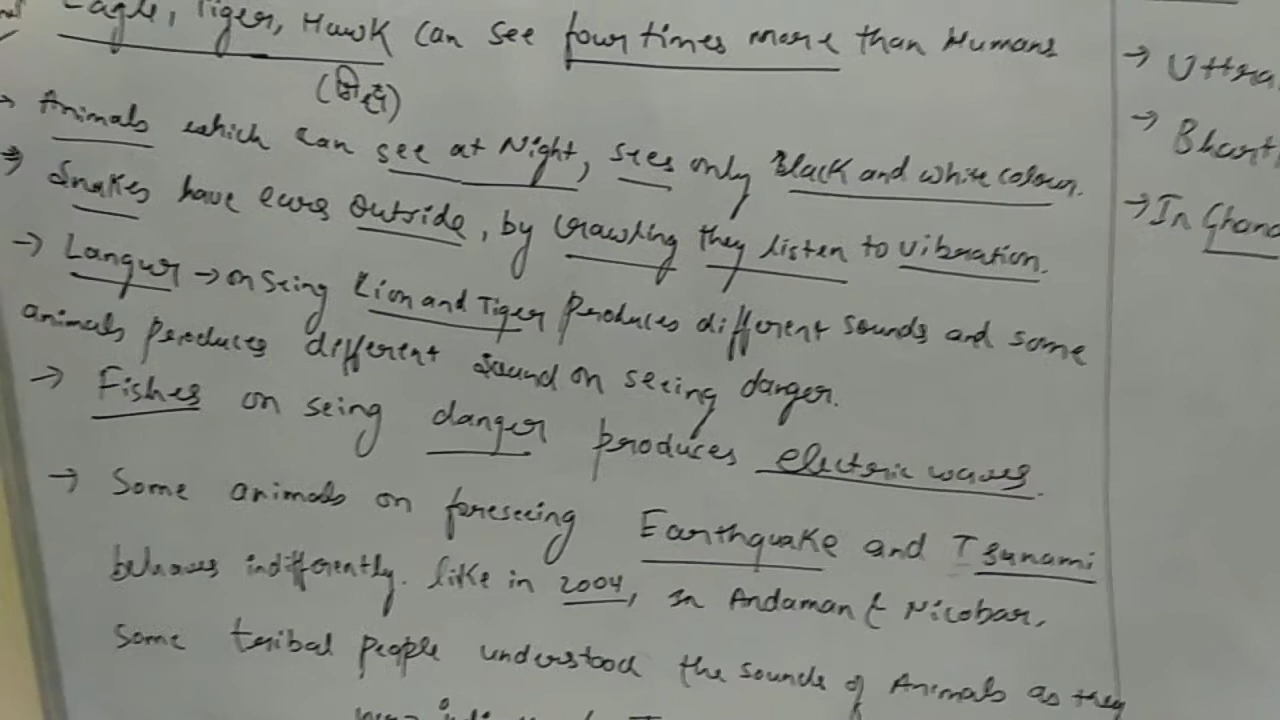 Eagle, Tiger, Hawk can see four times more than Humans
→ Animals which can see at Night, sees only Black and white colour.
→ Snakes have ears outside, by crawling they listen to vibration.
→ Langur → on seing Lion and Tiger produces different sounds and some
animals produces different sound on seeing danger.
→ Fishes on seing danger produces electric waves.
→ Some animals on foreseeing Earthquake and Tsunami
behaves indifferently. like in 2004, in Andaman & Nicobar,
some tribal people understood the sounds of Animals as they
→
→
→ In